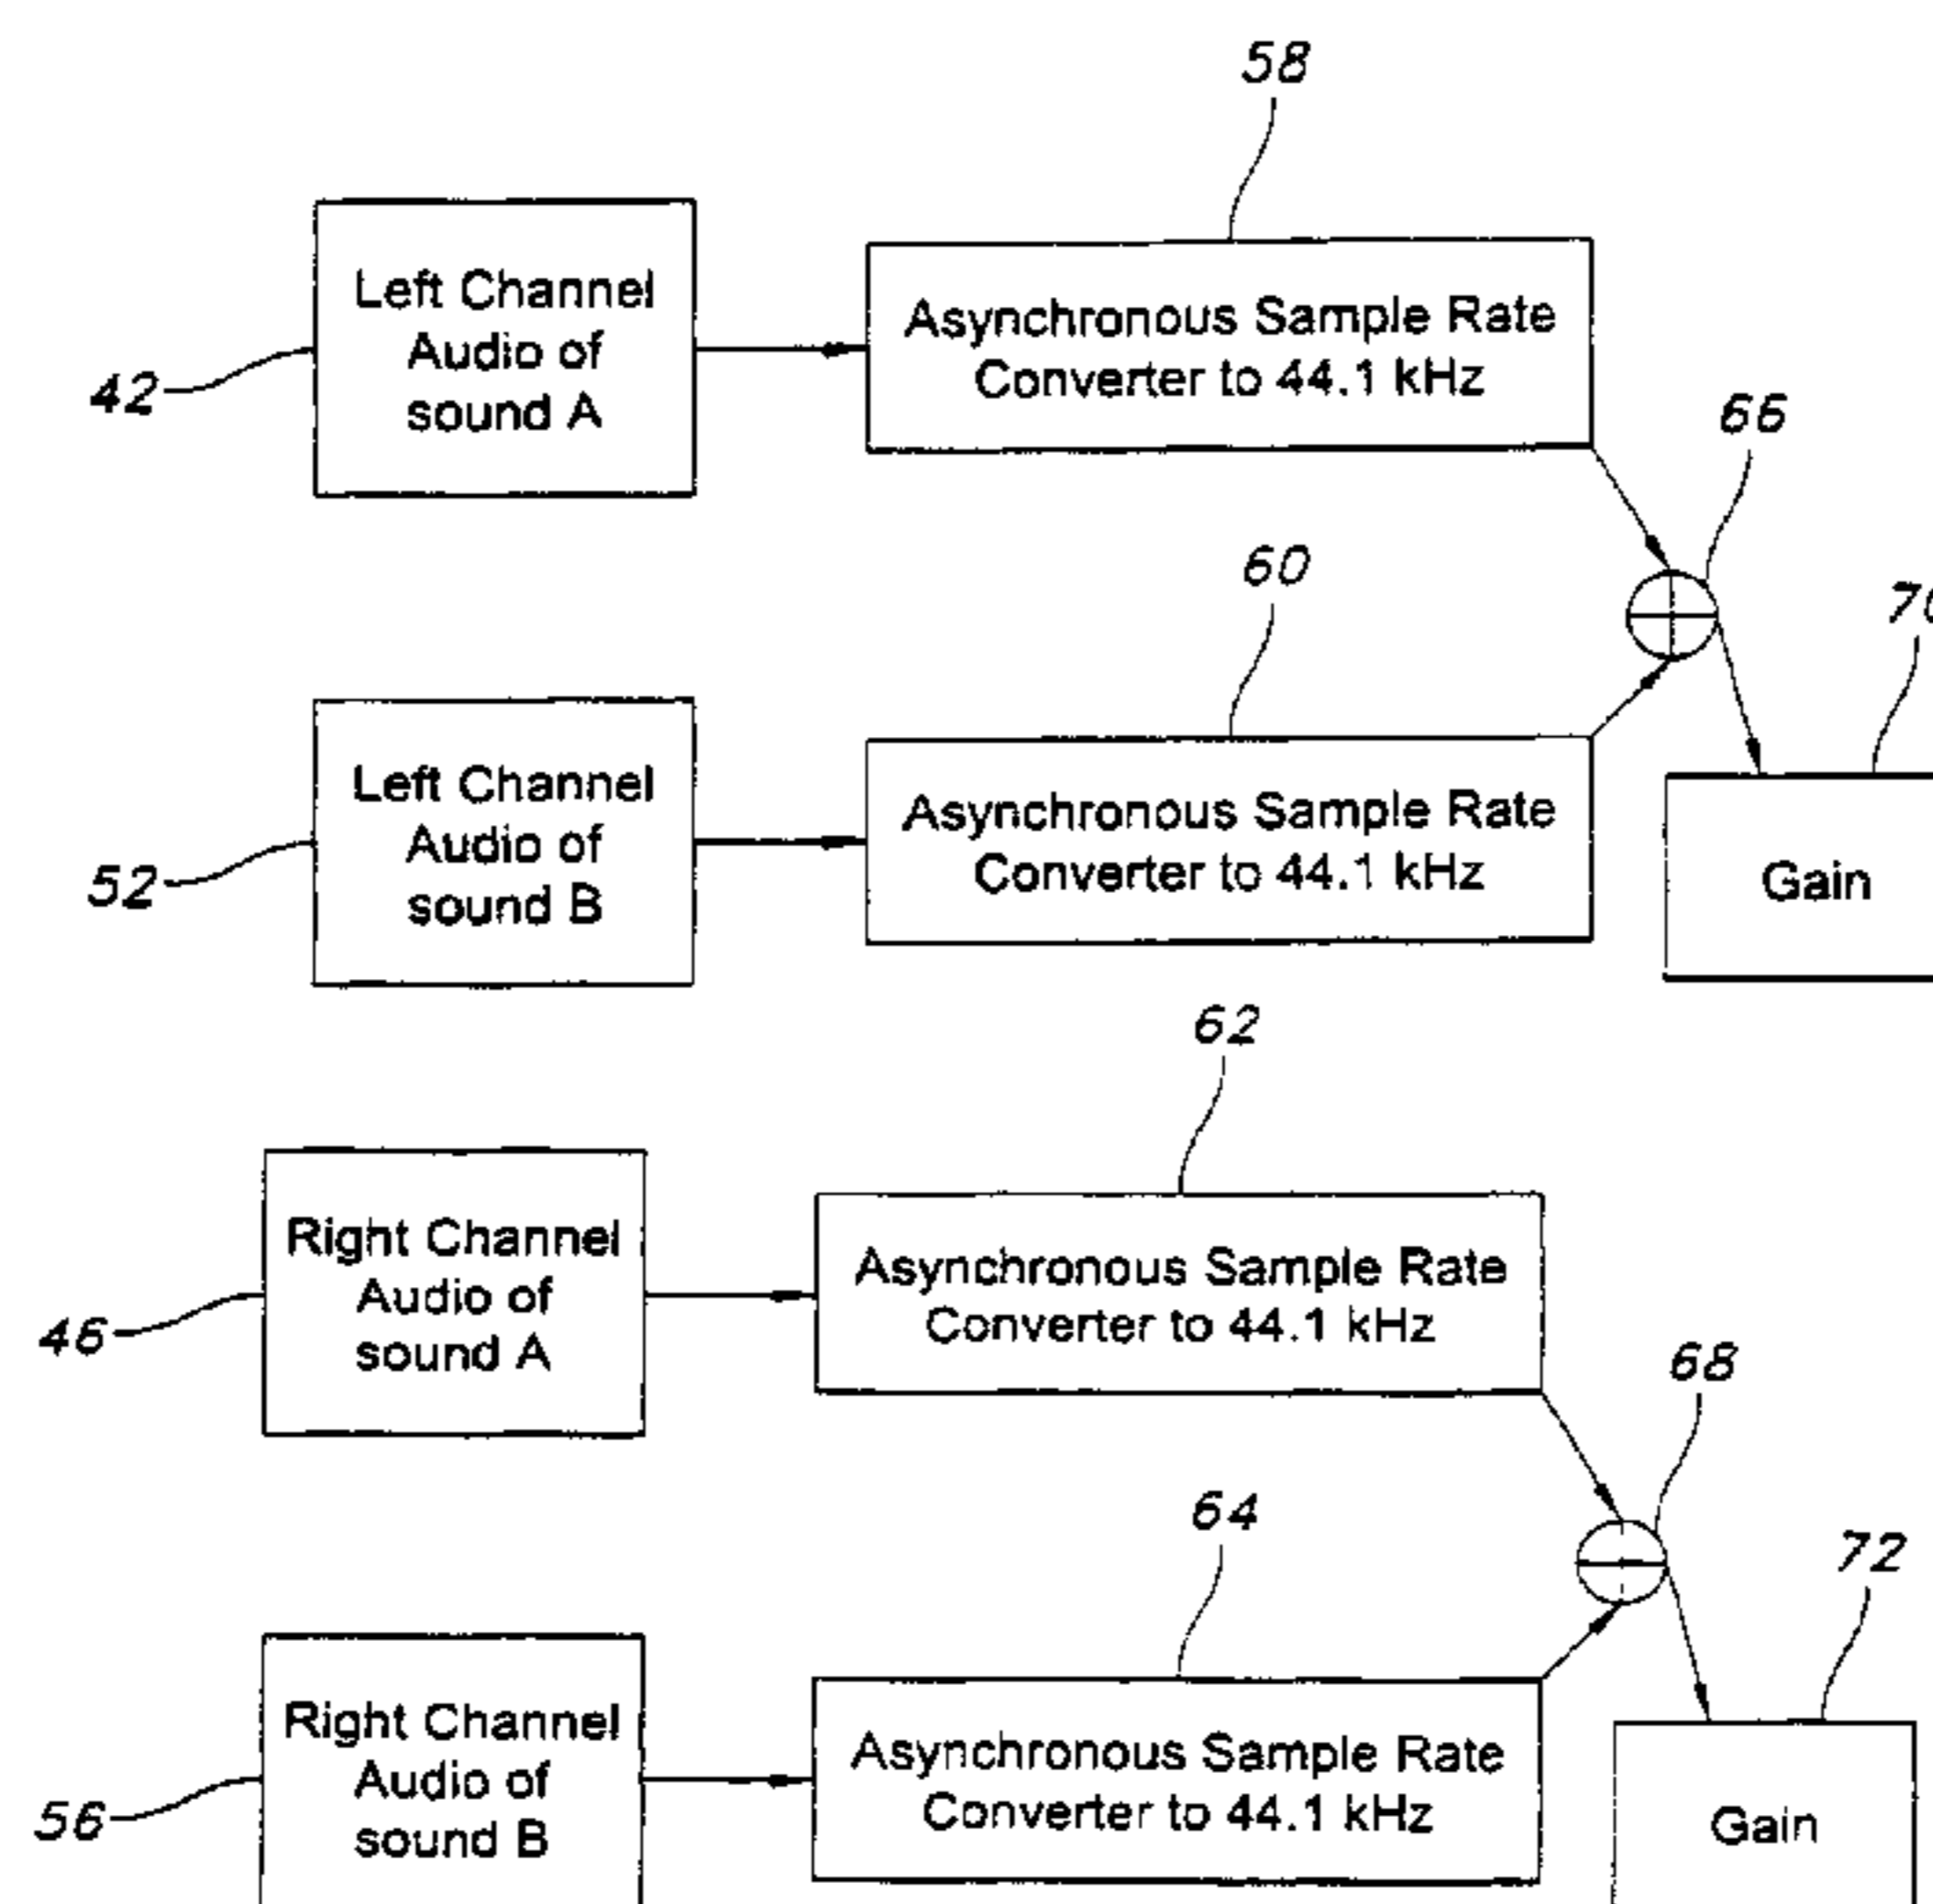 58
Left Channel
Audio of
sound A
Asynchronous Sample Rate
Converter to 44.1 kHz
42
66
60
Left Channel
Audio of
sound B
Asynchronous Sample Rate
Converter to 44.1 kHz
52
Gain
62
Right Channel
Audio of
sound A
Asynchronous Sample Rate
Converter to 44.1 kHz
46
68
64
72
Right Channel
Audio of
sound B
Asynchronous Sample Rate
Converter to 44.1 kHz
56
Gain